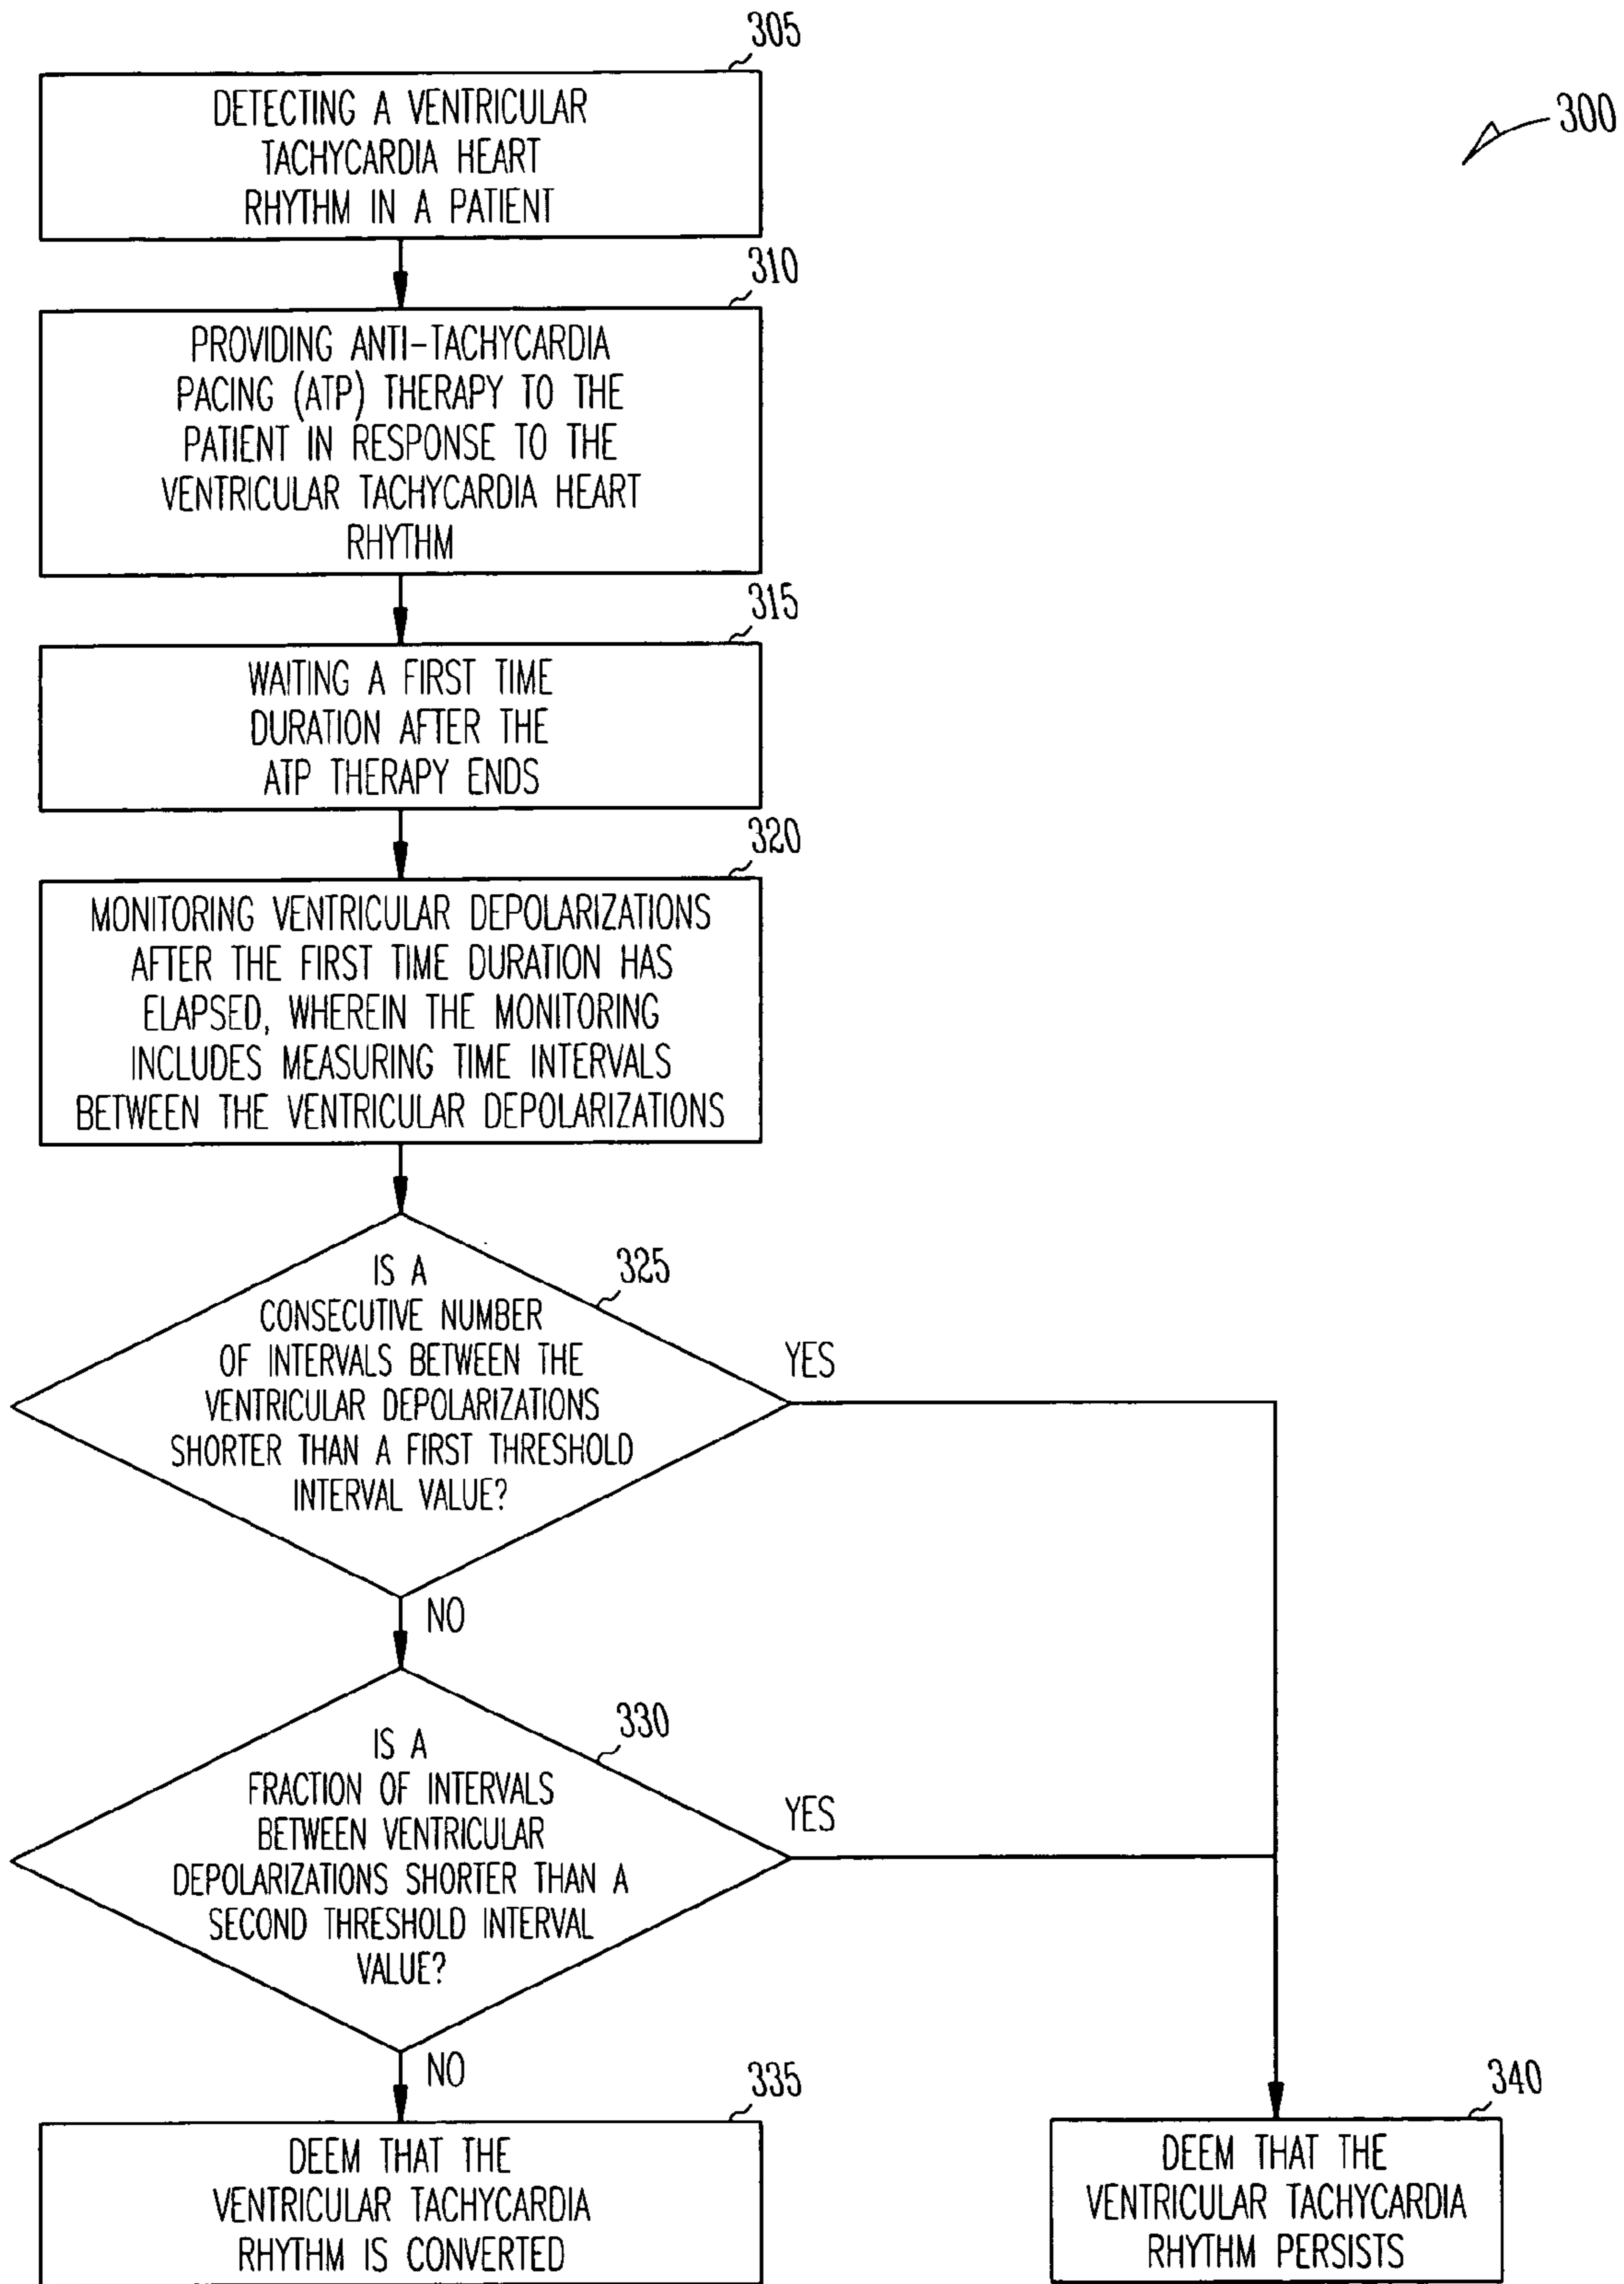 305
300
DETECTING A VENTRICULAR
TACHYCARDIA HEART
RHYTHM IN A PATIENT
310
PROVIDING ANTI-TACHYCARDIA
PACING (ATP) THERAPY TO THE
PATIENT IN RESPONSE TO THE
VENTRICULAR TACHYCARDIA HEART
RHYTHM
315
WAITING A FIRST TIME
DURATION AFTER THE
ATP THERAPY ENDS
320
MONITORING VENTRICULAR DEPOLARIZATIONS
AFTER THE FIRST TIME DURATION HAS
ELAPSED, WHEREIN THE MONITORING
INCLUDES MEASURING TIME INTERVALS
BETWEEN THE VENTRICULAR DEPOLARIZATIONS
325
IS A
CONSECUTIVE NUMBER
OF INTERVALS BETWEEN THE
VENTRICULAR DEPOLARIZATIONS
SHORTER THAN A FIRST THRESHOLD
INTERVAL VALUE?
YES
NO
330
IS A
FRACTION OF INTERVALS
BETWEEN VENTRICULAR
DEPOLARIZATIONS SHORTER THAN A
SECOND THRESHOLD INTERVAL
VALUE?
YES
NO
335
DEEM THAT THE
VENTRICULAR TACHYCARDIA
RHYTHM IS CONVERTED
340
DEEM THAT THE
VENTRICULAR TACHYCARDIA
RHYTHM PERSISTS